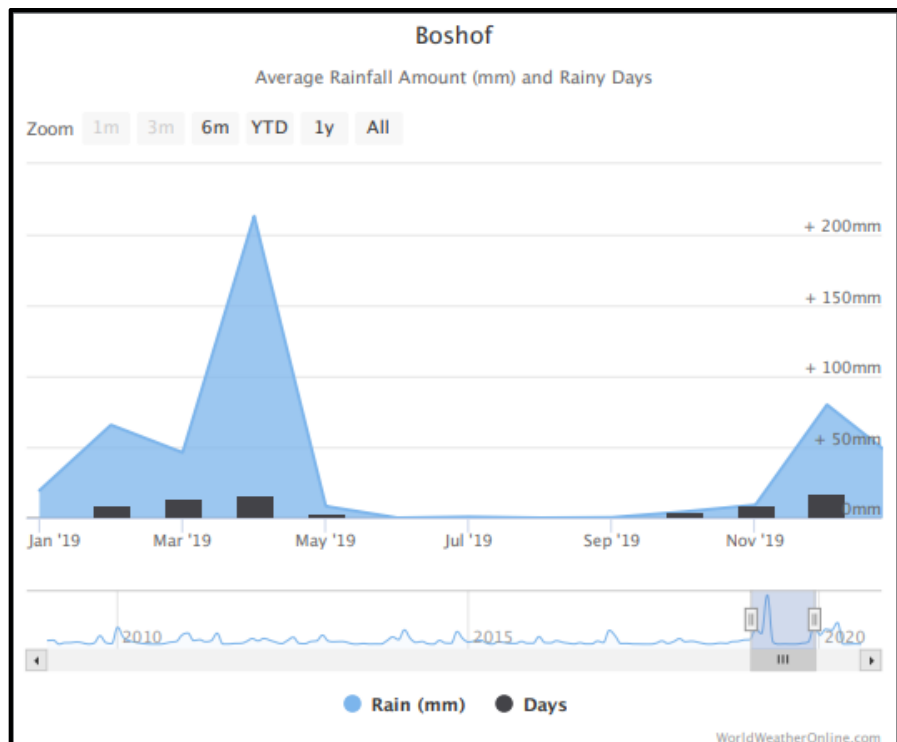 Boshof
Average Rainfall Amount (mm) and Rainy Days
Zoom 1m 3m 6m YTD 1y All
+ 200mm
+ 150mm
+ 100mm
+ 50mm
0mm
Jan '19 Mar '19 May '19 Jul '19 Sep '19 Nov '19
2010 2015 2020
Rain (mm) Days
WorldWeatherOnline.com